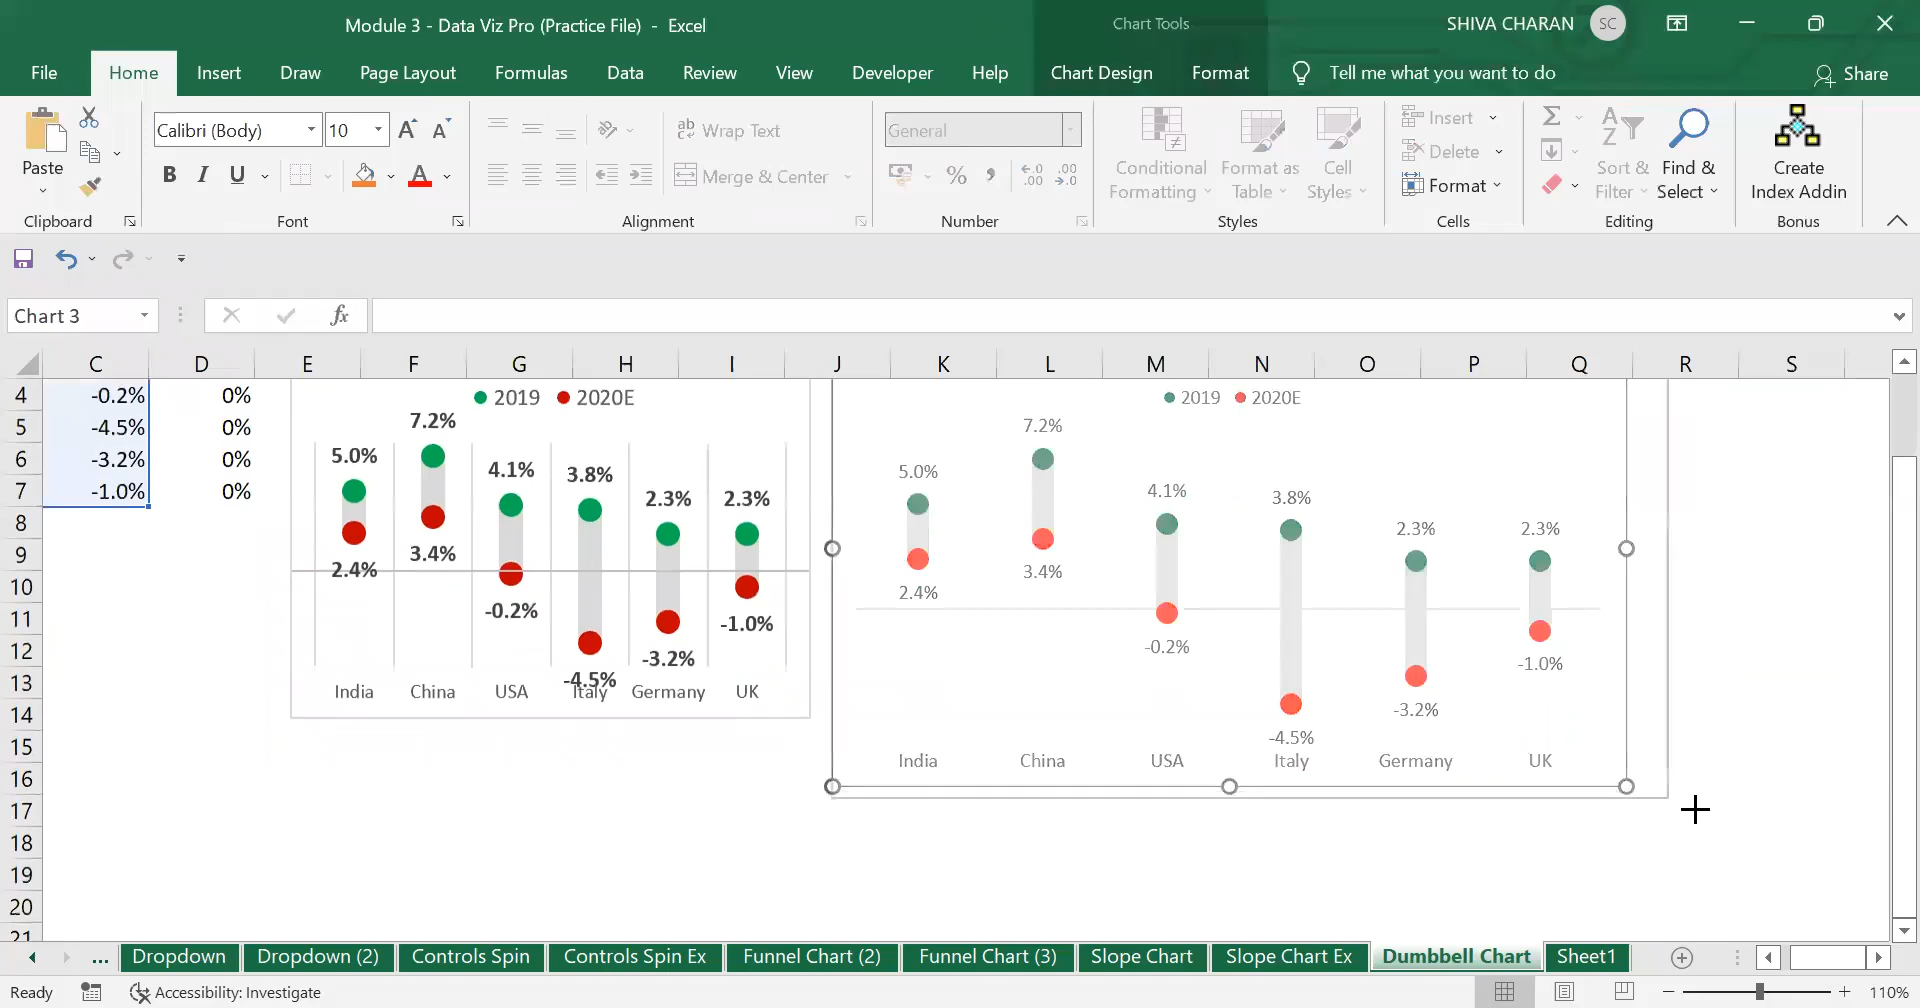 Module 3 - Data Viz Pro (Practice File) - Excel
Chart Tools
SHIVA CHARAN SC
File Home Insert Draw Page Layout Formulas Data Review View Developer Help Chart Design Format Tell me what you want to do Share
Calibri (Body) 10
General
Wrap Text
Merge & Center
Paste
Conditional Formatting
Format as Table
Cell Styles
Insert
Delete
Format
Sort & Filter
Find & Select
Create Index Addin
Clipboard Font Alignment Number Styles Cells Editing Bonus
Chart 3
fx
C D E F G H I J K L M N O P Q R S
4 -0.2% 0%
5 -4.5% 0%
6 -3.2% 0%
7 -1.0% 0%
8
9
10
11
12
13
14
15
16
17
18
19
20
21
2019 2020E
7.2%
5.0%
4.1%
3.8%
2.3%
2.3%
2.4%
3.4%
-0.2%
-1.0%
-3.2%
-4.5%
India China USA Italy Germany UK
2019 2020E
7.2%
5.0%
4.1%
3.8%
2.3%
2.3%
2.4%
3.4%
-0.2%
-1.0%
-3.2%
-4.5%
India China USA Italy Germany UK
... Dropdown Dropdown (2) Controls Spin Controls Spin Ex Funnel Chart (2) Funnel Chart (3) Slope Chart Slope Chart Ex Dumbbell Chart Sheet1
Ready Accessibility: Investigate 110%